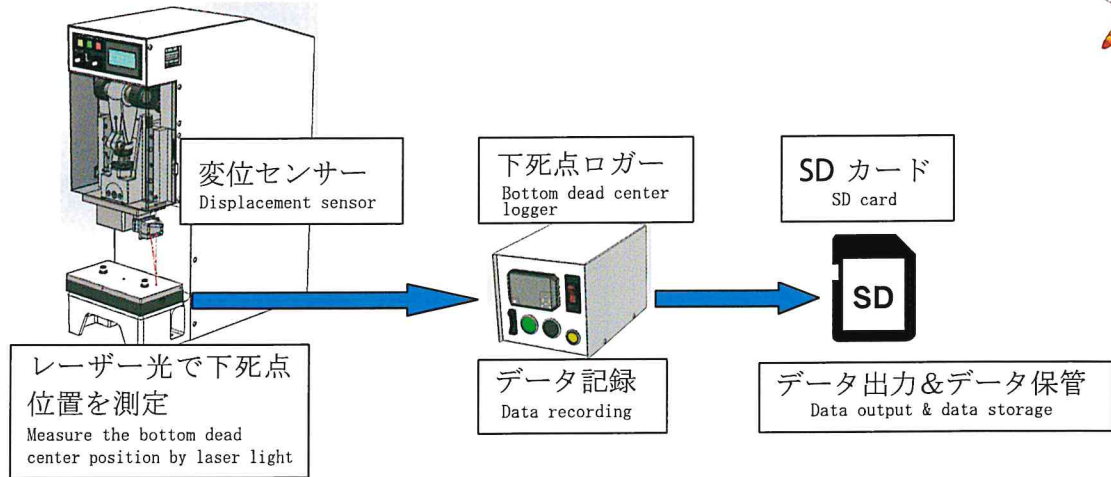 変位センサー
Displacement sensor
下死点ロガー
Bottom dead center
logger
SD カード
SD card
SD
レーザー光で下死点
位置を測定
Measure the bottom dead
center position by laser light
データ記録
Data recording
データ出力&データ保管
Data output & data storage